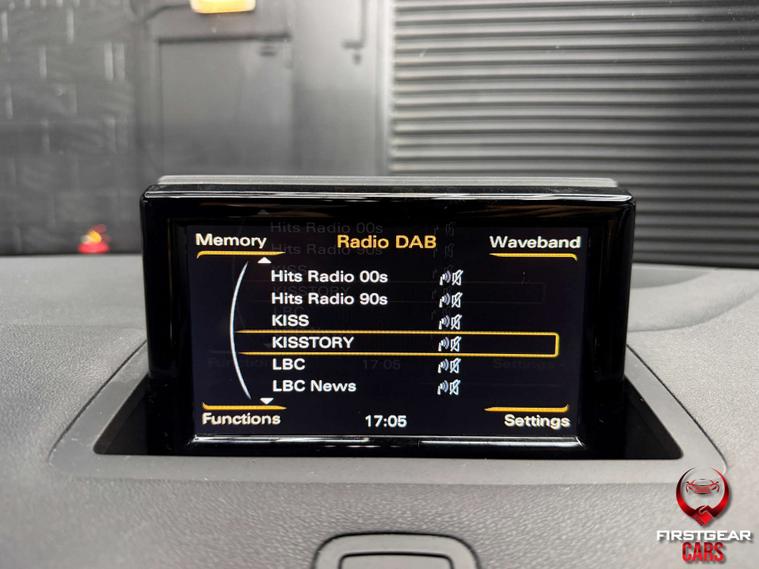 Memory Radio DAB Waveband
Hits Radio 00s
Hits Radio 90s
KISS
KISSTORY
LBC
LBC News
Functions 17:05 Settings
FIRSTGEAR
CARS